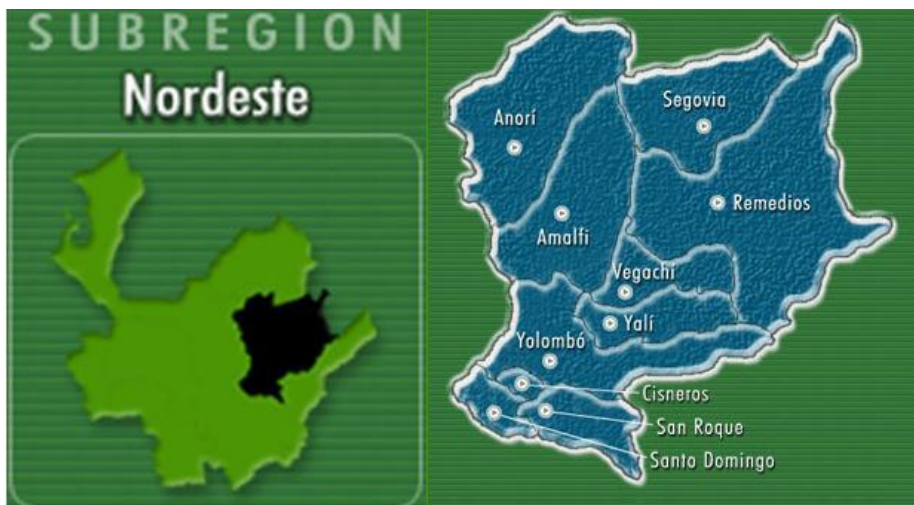 SUBREGION
Nordeste
Segovia
Anorí
Remedios
Amalfi
Vegachí
Yalí
Yolombó
Cisneros
San Roque
Santo Domingo